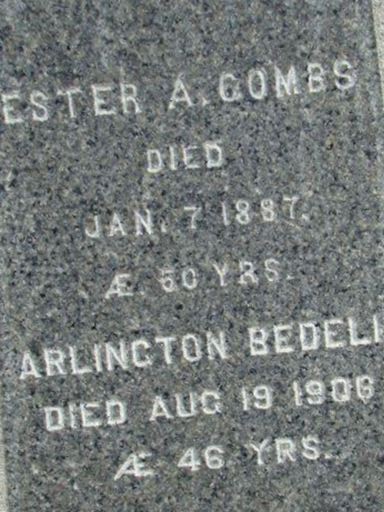 ESTER A. COMBS
DIED
JAN. 7 1887.
Æ. 50 YRS.
ARLINGTON BEDELL
DIED AUG 19 1906
Æ 46 YRS.